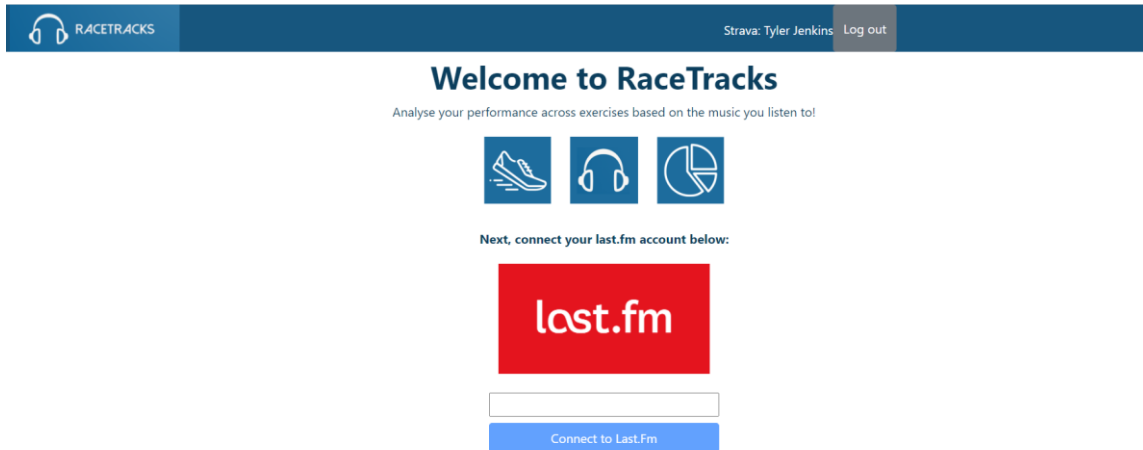 RACETRACKS
Strava: Tyler Jenkins Log out
Welcome to RaceTracks
Analyse your performance across exercises based on the music you listen to!
Next, connect your last.fm account below:
last.fm
Connect to Last.Fm